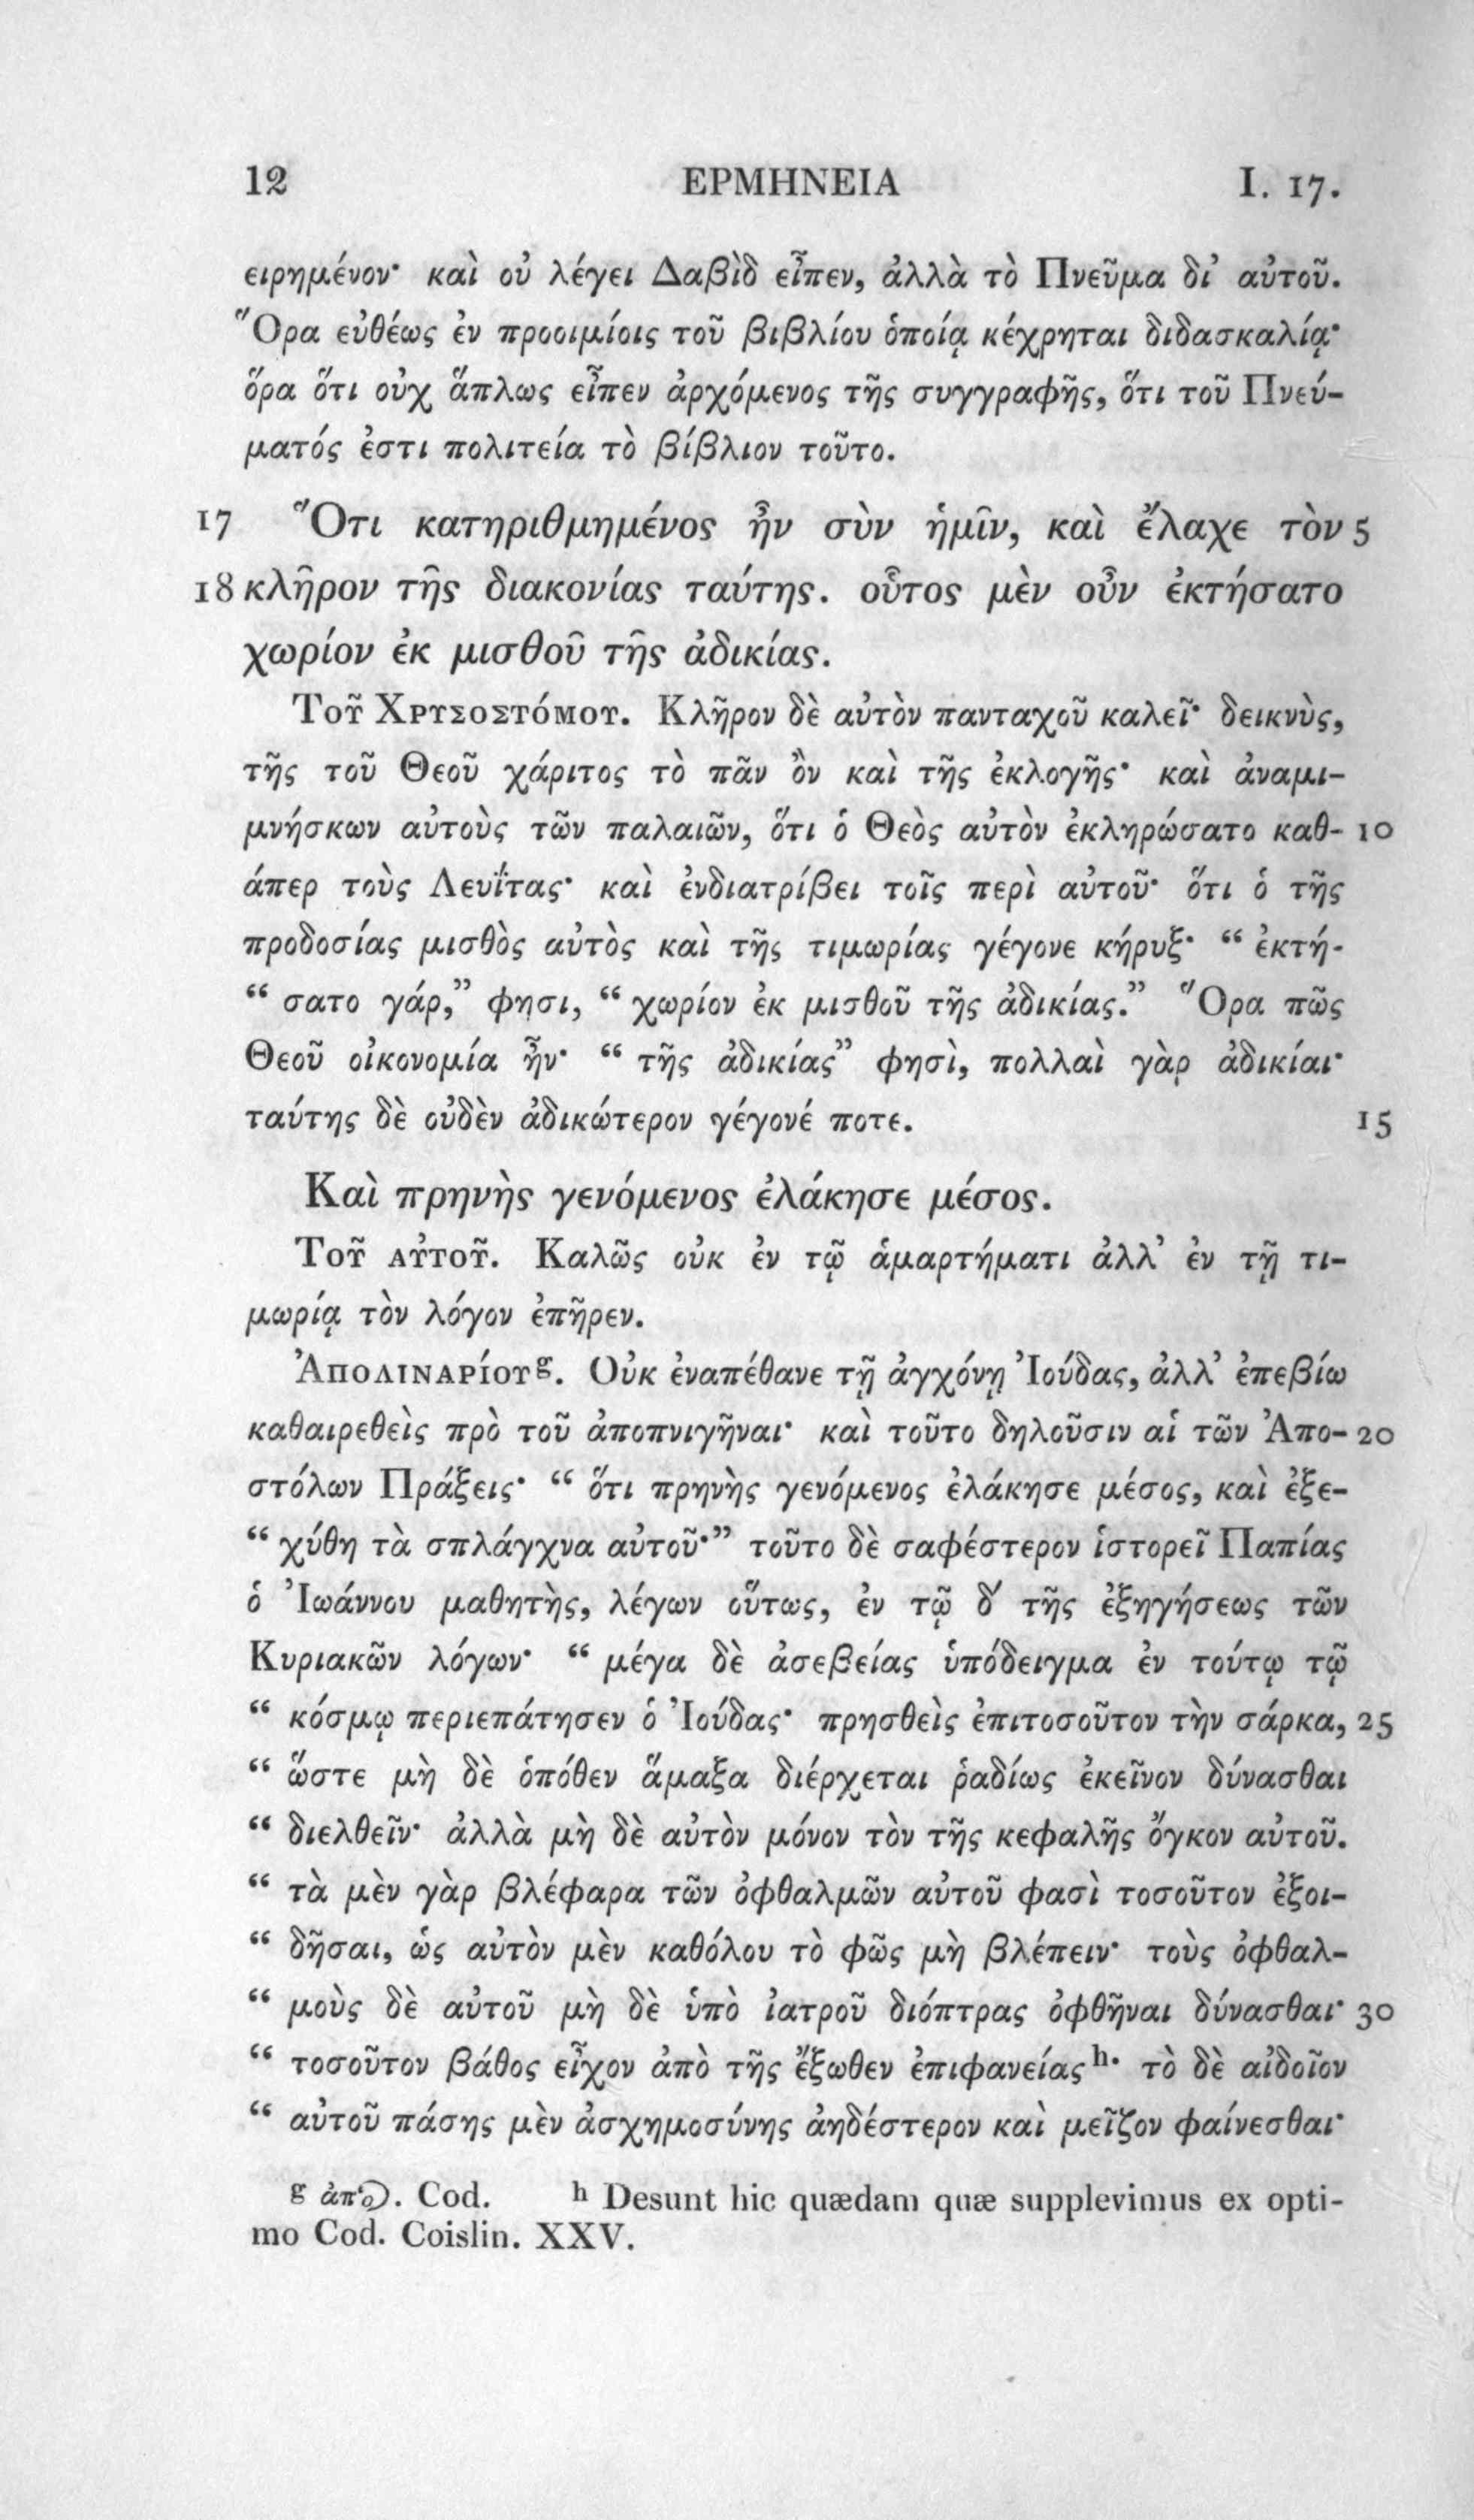 12 ΕΡΜΗΝΕΙΑ I. 17.
ειρημένον· καὶ οὐ λέγει Δαβὶδ εἶπεν, ἀλλὰ τὸ Πνεῦμα δι’ αὐτοῦ.
Ὅρα εὐθέως ἐν προοιμίοις τοῦ βιβλίου ὁποίᾳ κέχρηται διδασκαλίᾳ·
ὅρα ὅτι οὐχ ἅπλως εἶπεν ἀρχόμενος τῆς συγγραφῆς, ὅτι τοῦ Πνεύ-
ματός ἐστι πολιτεία τὸ βίβλιον τοῦτο.
17 Ὅτι κατηριθμημένος ἦν σὺν ἡμῖν, καὶ ἔλαχε τὸν 5
18 κλῆρον τῆς διακονίας ταύτης. οὗτος μὲν οὖν ἐκτήσατο
χωρίον ἐκ μισθοῦ τῆς ἀδικίας.
Τοῦ Χρυσοστόμου. Κλῆρον δὲ αὐτὸν πανταχοῦ καλεῖ· δεικνὺς,
τῆς τοῦ Θεοῦ χάριτος τὸ πᾶν ὂν καὶ τῆς ἐκλογῆς· καὶ ἀναμι-
μνήσκων αὐτοὺς τῶν παλαιῶν, ὅτι ὁ Θεὸς αὐτὸν ἐκληρώσατο καθ- 10
άπερ τοὺς Λευΐτας· καὶ ἐνδιατρίβει τοῖς περὶ αὐτοῦ· ὅτι ὁ τῆς
προδοσίας μισθὸς αὐτὸς καὶ τῆς τιμωρίας γέγονε κήρυξ· “ ἐκτή-
“ σατο γάρ,” φησι, “ χωρίον ἐκ μισθοῦ τῆς ἀδικίας.” Ὅρα πῶς
Θεοῦ οἰκονομία ἦν· “ τῆς ἀδικίας” φησὶ, πολλαὶ γὰρ ἀδικίαι·
ταύτης δὲ οὐδὲν ἀδικώτερον γέγονέ ποτε. 15
Καὶ πρηνὴς γενόμενος ἐλάκησε μέσος.
Τοῦ αὐτοῦ. Καλῶς οὐκ ἐν τῷ ἁμαρτήματι ἀλλ’ ἐν τῇ τι-
μωρίᾳ τὸν λόγον ἐπῆρεν.
Ἀπολιναρίου g. Οὐκ ἐναπέθανε τῇ ἀγχόνῃ Ἰούδας, ἀλλ’ ἐπεβίω
καθαιρεθεὶς πρὸ τοῦ ἀποπνιγῆναι· καὶ τοῦτο δηλοῦσιν αἱ τῶν Ἀπο- 20
στόλων Πράξεις· “ ὅτι πρηνὴς γενόμενος ἐλάκησε μέσος, καὶ ἐξε-
“ χύθη τὰ σπλάγχνα αὐτοῦ·” τοῦτο δὲ σαφέστερον ἱστορεῖ Παπίας
ὁ Ἰωάννου μαθητὴς, λέγων οὕτως, ἐν τῷ δ′ τῆς ἐξηγήσεως τῶν
Κυριακῶν λόγων· “ μέγα δὲ ἀσεβείας ὑπόδειγμα ἐν τούτῳ τῷ
“ κόσμῳ περιεπάτησεν ὁ Ἰούδας· πρησθεὶς ἐπιτοσοῦτον τὴν σάρκα, 25
“ ὥστε μὴ δὲ ὁπόθεν ἅμαξα διέρχεται ῥαδίως ἐκεῖνον δύνασθαι
“ διελθεῖν· ἀλλὰ μὴ δὲ αὐτὸν μόνον τὸν τῆς κεφαλῆς ὄγκον αὐτοῦ.
“ τὰ μὲν γὰρ βλέφαρα τῶν ὀφθαλμῶν αὐτοῦ φασὶ τοσοῦτον ἐξοι-
“ δῆσαι, ὡς αὐτὸν μὲν καθόλου τὸ φῶς μὴ βλέπειν· τοὺς ὀφθαλ-
“ μοὺς δὲ αὐτοῦ μὴ δὲ ὑπὸ ἰατροῦ διόπτρας ὀφθῆναι δύνασθαι· 30
“ τοσοῦτον βάθος εἶχον ἀπὸ τῆς ἔξωθεν ἐπιφανείας h· τὸ δὲ αἰδοῖον
“ αὐτοῦ πάσης μὲν ἀσχημοσύνης ἀηδέστερον καὶ μεῖζον φαίνεσθαι·
g Cod. h Desunt hic quædam quæ supplevimus ex opti-
mo Cod. Coislin. XXV.